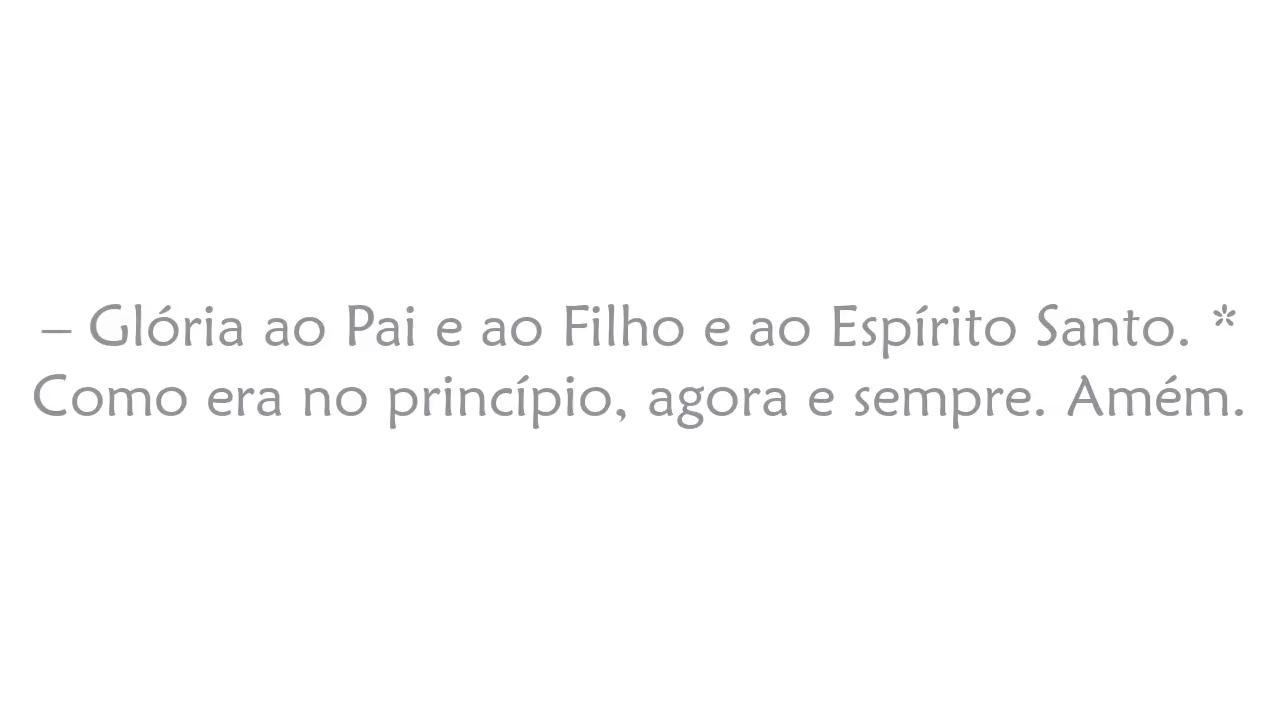 – Glória ao Pai e ao Filho e ao Espírito Santo. *
Como era no princípio, agora e sempre. Amém.